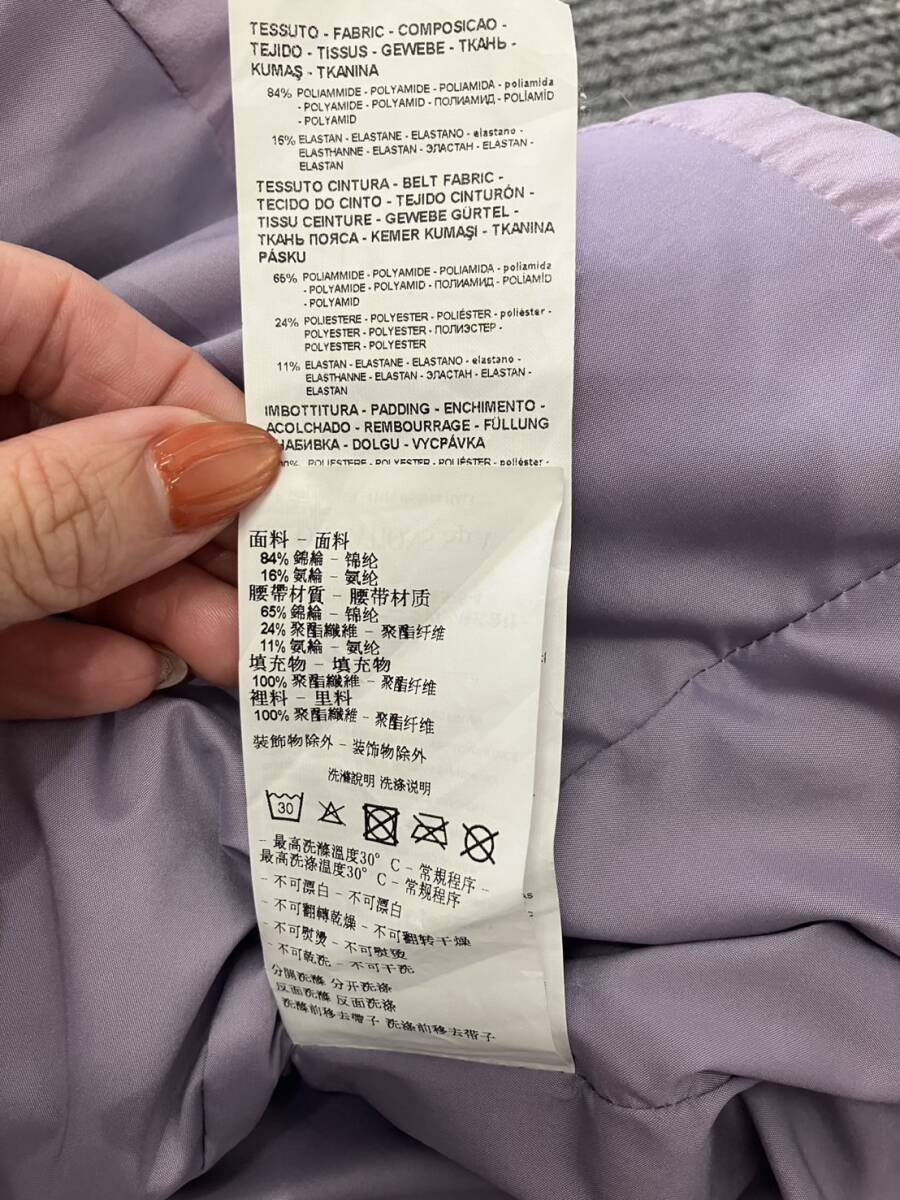 TESSUTO - FABRIC - COMPOSICAO -
TEJIDO - TISSUS - GEWEBE - ТКАНЬ -
KUMAŞ - TKANINA
84% POLIAMMIDE - POLYAMIDE - POLIAMIDA - poliamida
- POLYAMIDE - POLYAMID - ПОЛИАМИД - POLİAMİD
- POLYAMID
16% ELASTAN - ELASTANE - ELASTANO - elastano -
ELASTHANNE - ELASTAN - ЭЛАСТАН - ELASTAN -
ELASTAN
TESSUTO CINTURA - BELT FABRIC -
TECIDO DO CINTO - TEJIDO CINTURÓN -
TISSU CEINTURE - GEWEBE GÜRTEL -
ТКАНЬ ПОЯСА - KEMER KUMAŞI - TKANINA
PÁSKU
65% POLIAMMIDE - POLYAMIDE - POLIAMIDA - poliamida
- POLYAMIDE - POLYAMID - ПОЛИАМИД - POLİAMİD
- POLYAMID
24% POLIESTERE - POLYESTER - POLIÉSTER - poliéster -
POLYESTER - POLYESTER - ПОЛИЭСТЕР -
POLYESTER - POLYESTER
11% ELASTAN - ELASTANE - ELASTANO - elastano -
ELASTHANNE - ELASTAN - ЭЛАСТАН - ELASTAN -
ELASTAN
IMBOTTITURA - PADDING - ENCHIMENTO -
ACOLCHADO - REMBOURRAGE - FÜLLUNG
- DOLGU - VYCPÁVKA
POLIESTERE - POLYESTER - POLIÉSTER - poliéster -
面料 - 面料
84% 錦綸 - 锦纶
16% 氨綸 - 氨纶
腰帶材質 - 腰带材质
65% 錦綸 - 锦纶
24% 聚酯纖維 - 聚酯纤维
11% 氨綸 - 氨纶
填充物 - 填充物
100% 聚酯纖維 - 聚酯纤维
裡料 - 里料
100% 聚酯纖維 - 聚酯纤维
裝飾物除外 - 装饰物除外
洗滌說明 洗涤说明
30
- 最高洗滌溫度30° C - 常規程序 -
最高洗涤温度30° C - 常规程序
- 不可漂白 - 不可漂白
- 不可翻轉乾燥 - 不可翻转干燥
- 不可熨燙 - 不可熨烫
- 不可乾洗 - 不可干洗
分開洗滌 分开洗涤
反面洗滌 反面洗涤
洗滌前移去帶子 洗涤前移去带子